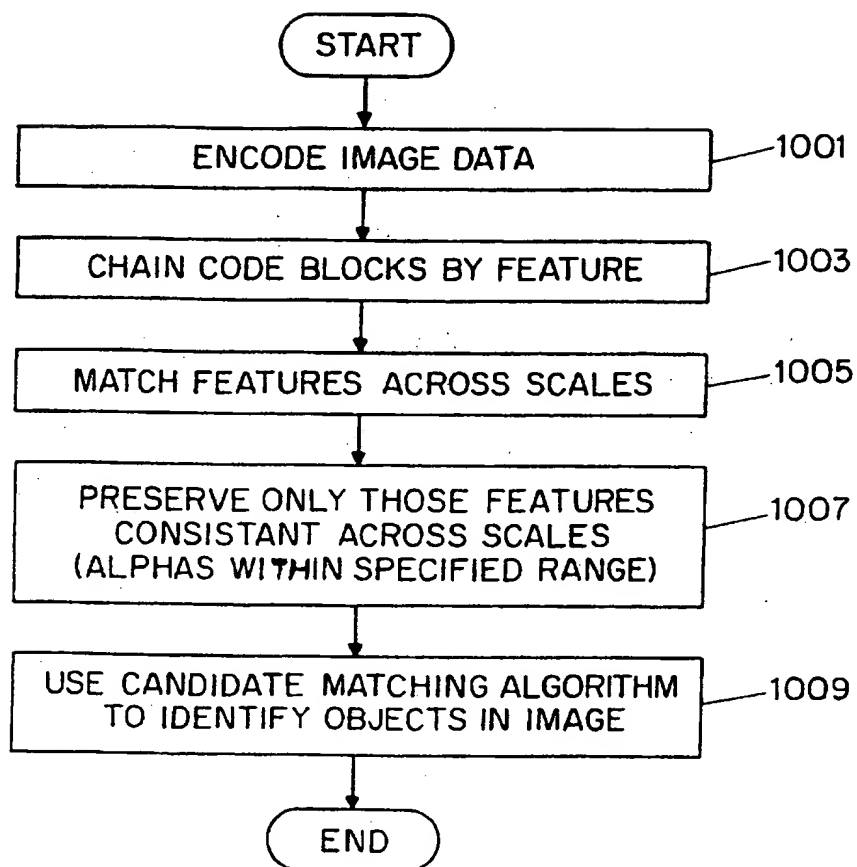 START
ENCODE IMAGE DATA
1001
CHAIN CODE BLOCKS BY FEATURE
1003
MATCH FEATURES ACROSS SCALES
1005
PRESERVE ONLY THOSE FEATURES
CONSISTANT ACROSS SCALES
(ALPHAS WITHIN SPECIFIED RANGE)
1007
USE CANDIDATE MATCHING ALGORITHM
TO IDENTIFY OBJECTS IN IMAGE
1009
END